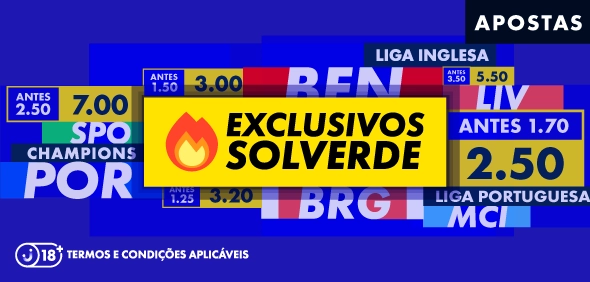 APOSTAS
LIGA INGLESA
ANTES 1.50 3.00
BEN
ANTES 3.50 5.50
ANTES 2.50 7.00
LIV
SPO
EXCLUSIVOS
SOLVERDE
ANTES 1.70
2.50
CHAMPIONS
POR
ANTES 1.25 3.20
BRG
LIGA PORTUGUESA
MCI
18+ TERMOS E CONDIÇÕES APLICÁVEIS